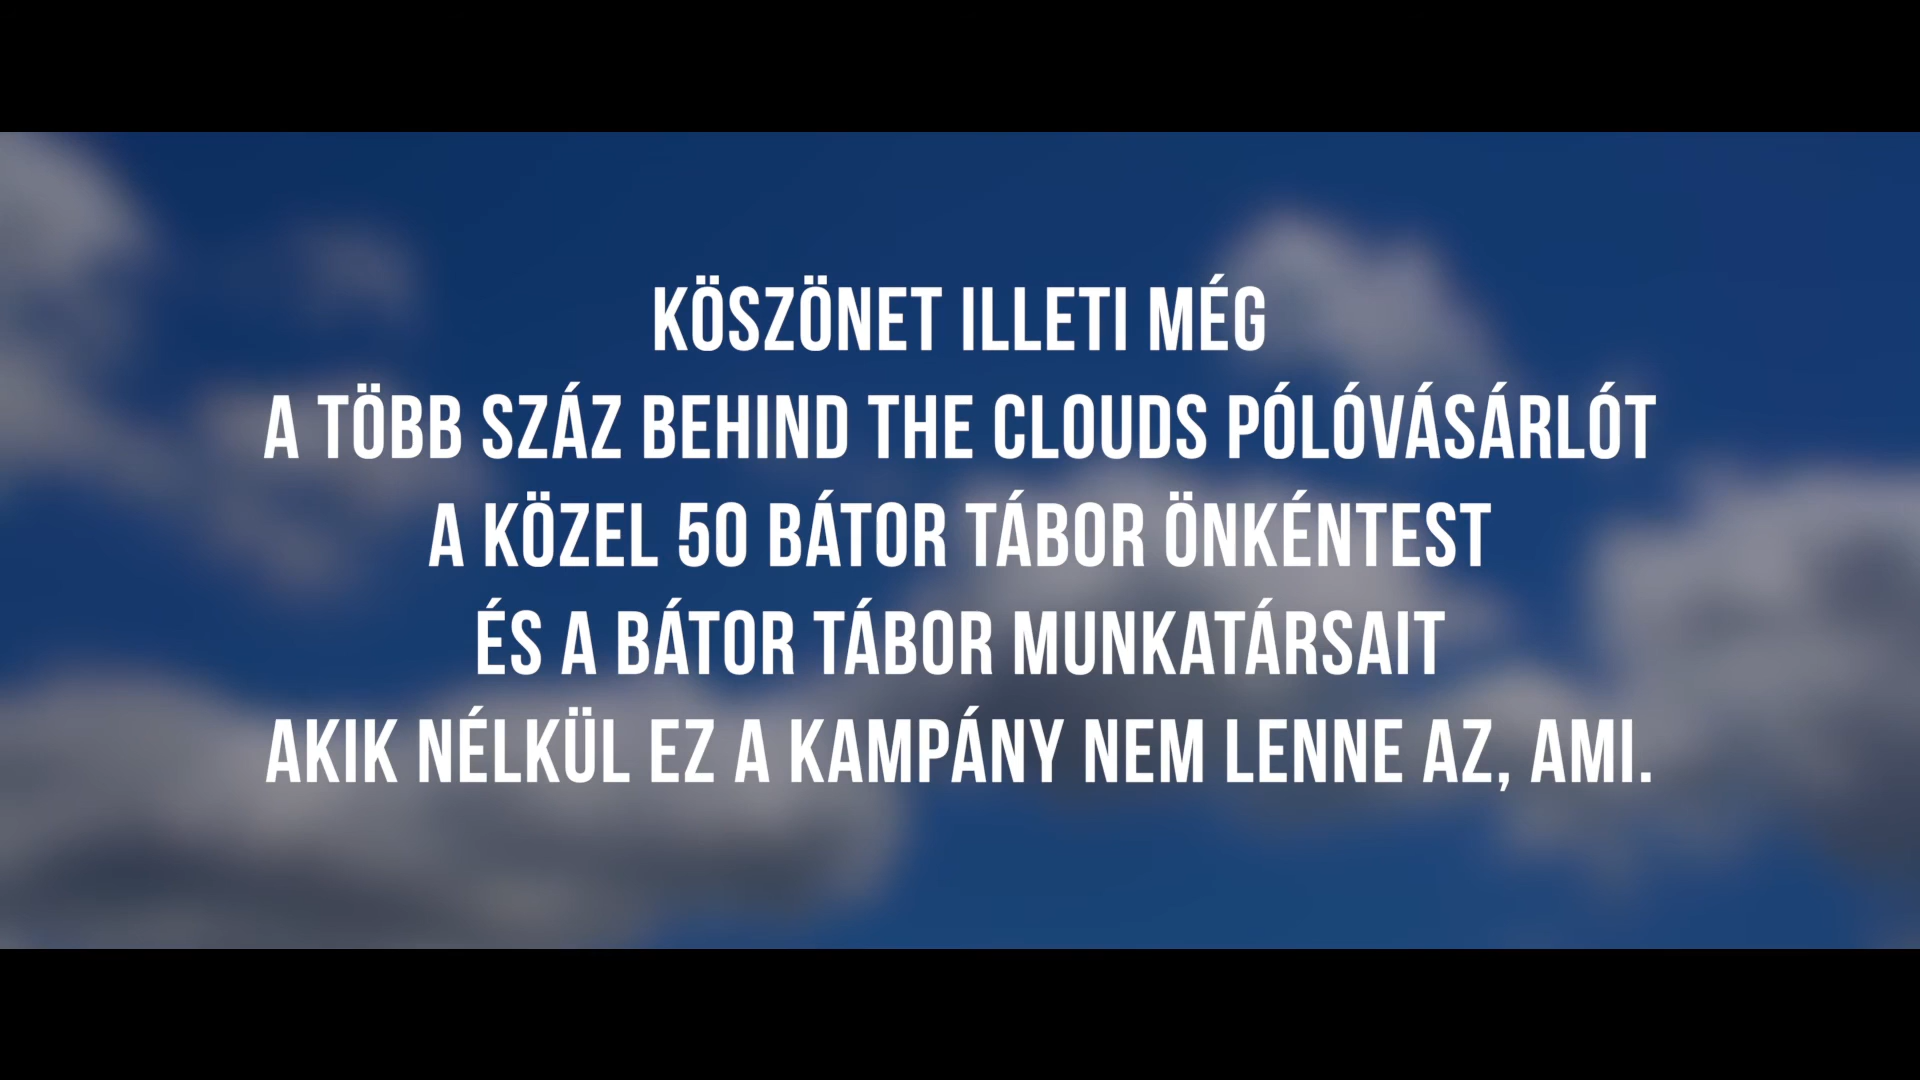 KÖSZÖNET ILLETI MÉG
A TÖBB SZÁZ BEHIND THE CLOUDS PÓLÓVÁSÁRLÓT
A KÖZEL 50 BÁTOR TÁBOR ÖNKÉNTEST
ÉS A BÁTOR TÁBOR MUNKATÁRSAIT
AKIK NÉLKÜL EZ A KAMPÁNY NEM LENNE AZ, AMI.